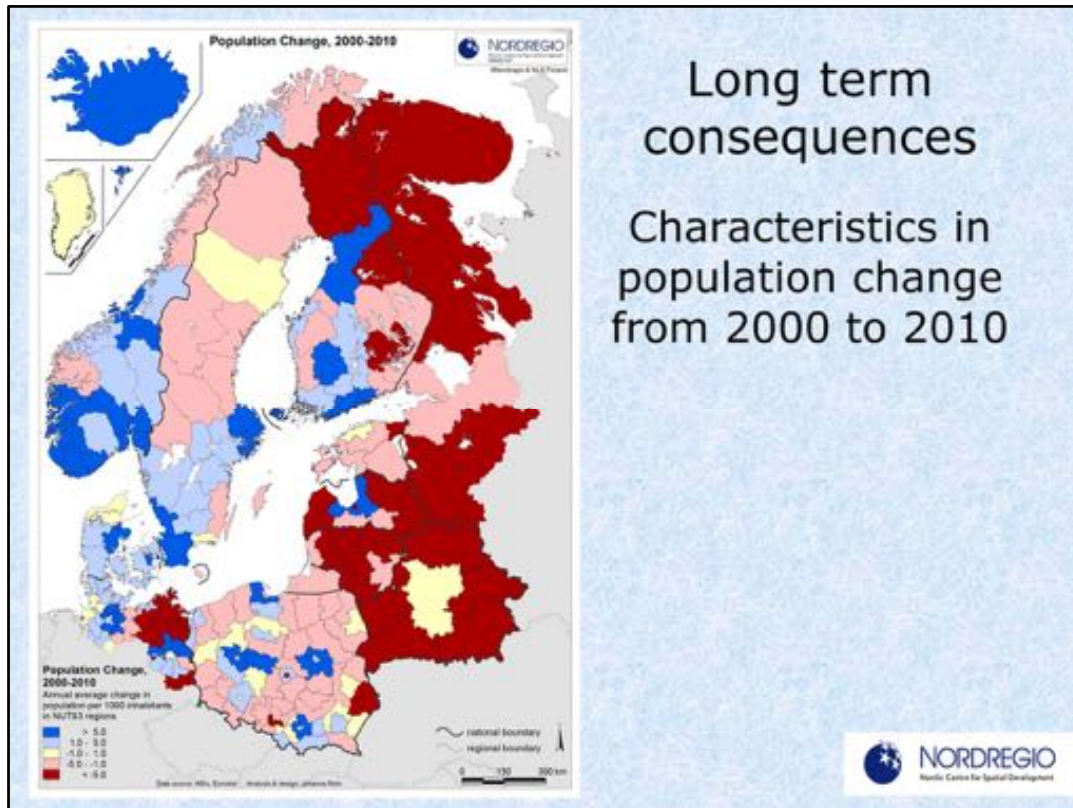 Population Change, 2000-2010
NORDREGIO
Long term
consequences
Characteristics in
population change
from 2000 to 2010
Population Change,
2000-2010
Annual average change in
population per 1000 inhabitants
in NUTS3 regions
> 5.0
1.0 - 5.0
-1.0 - 1.0
-5.0 - -1.0
< -5.0
national boundary
regional boundary
0 150 300 km
NORDREGIO
Nordic Centre for Spatial Development